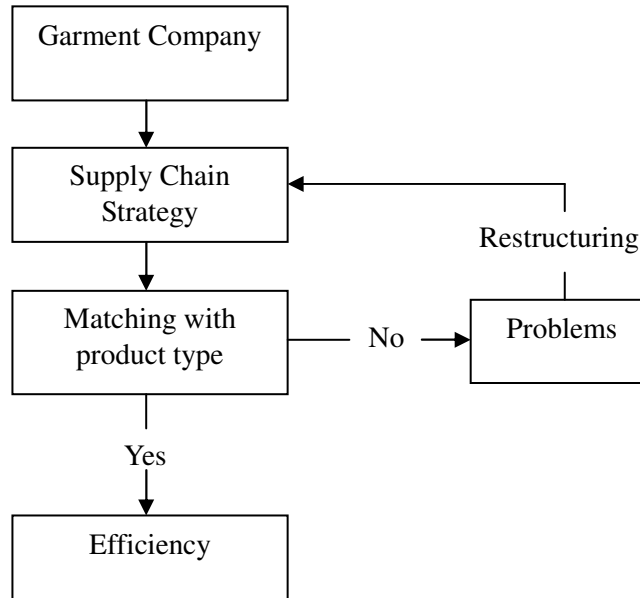 Garment Company
Supply Chain
Strategy
Restructuring
Matching with
product type
No
Problems
Yes
Efficiency